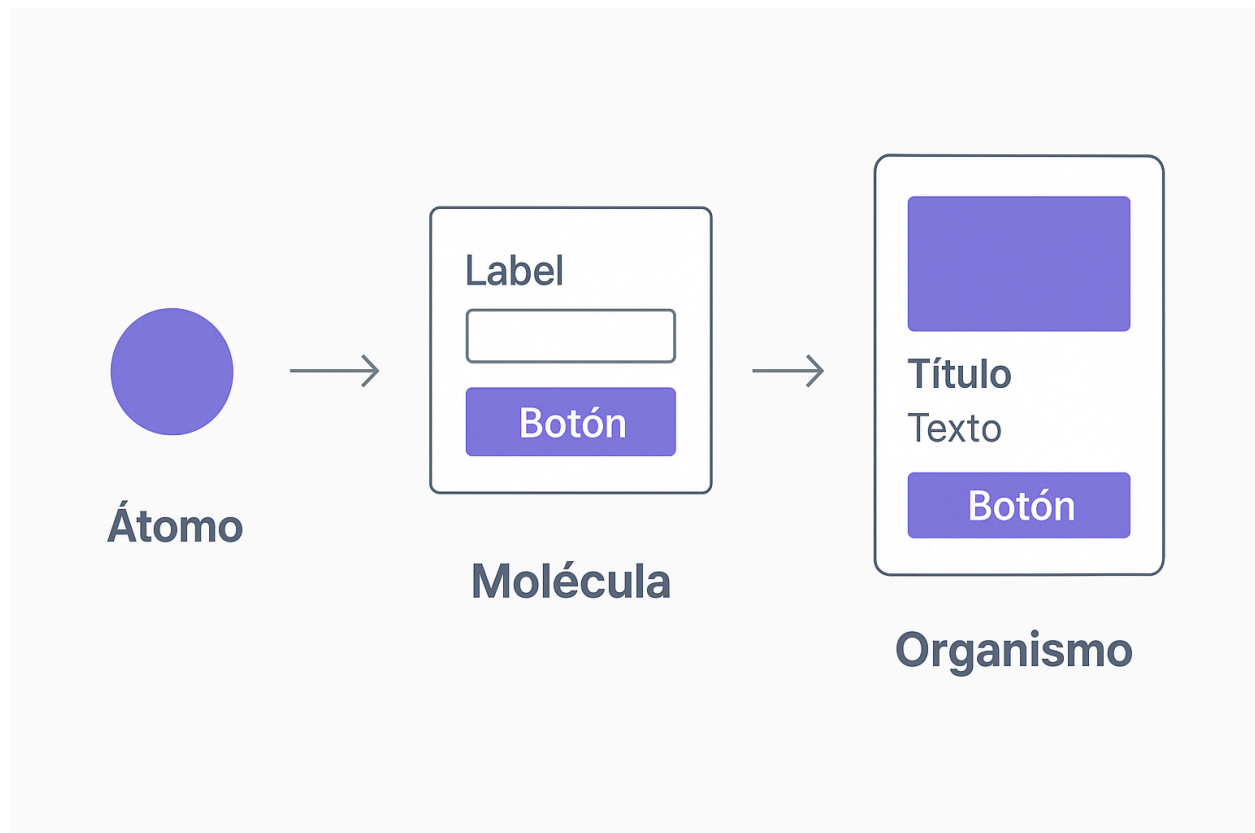 Átomo
Label
Botón
Molécula
Título
Texto
Botón
Organismo